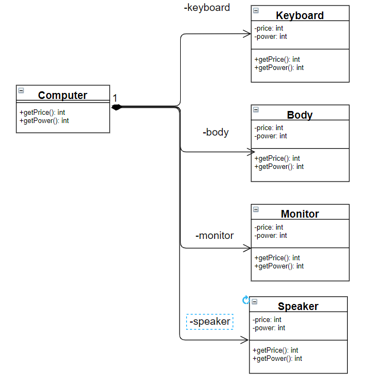 -keyboard
Keyboard
-price: int
-power: int
+getPrice(): int
+getPower(): int
Computer
1
+getPrice(): int
+getPower(): int
-body
Body
-price: int
-power: int
+getPrice(): int
+getPower(): int
-monitor
Monitor
-price: int
-power: int
+getPrice(): int
+getPower(): int
-speaker
Speaker
-price: int
-power: int
+getPrice(): int
+getPower(): int